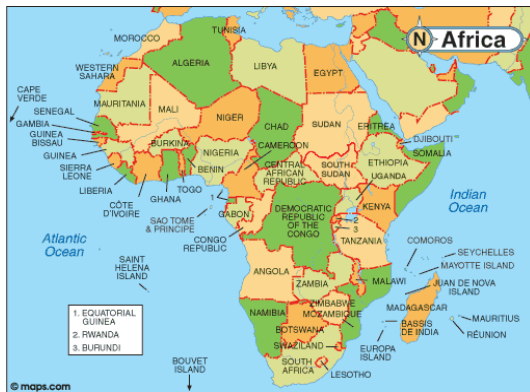 N Africa
TUNISIA
MOROCCO
ALGERIA
LIBYA
EGYPT
WESTERN
SAHARA
CAPE
VERDE
MAURITANIA
MALI
NIGER
CHAD
SUDAN
ERITREA
DJIBOUTI
SENEGAL
GAMBIA
GUINEA
BISSAU
GUINEA
BURKINA
NIGERIA
BENIN
CAMEROON
CENTRAL
AFRICAN
REPUBLIC
SOUTH
SUDAN
ETHIOPIA
SOMALIA
UGANDA
SIERRA
LEONE
LIBERIA
CÔTE
D'IVOIRE
GHANA
TOGO
SAO TOME
& PRINCIPE
GABON
CONGO
REPUBLIC
DEMOCRATIC
REPUBLIC
OF THE
CONGO
KENYA
TANZANIA
1
2
3
Indian
Ocean
Atlantic
Ocean
SAINT
HELENA
ISLAND
ANGOLA
ZAMBIA
MALAWI
COMOROS
SEYCHELLES
MAYOTTE ISLAND
JUAN DE NOVA
ISLAND
MADAGASCAR
BASSIS DE
INDIA
MAURITIUS
RÉUNION
ZIMBABWE
MOZAMBIQUE
NAMIBIA
BOTSWANA
SWAZILAND
EUROPA
ISLAND
SOUTH
AFRICA
LESOTHO
1. EQUATORIAL
GUINEA
2. RWANDA
3. BURUNDI
BOUVET
ISLAND
© maps.com